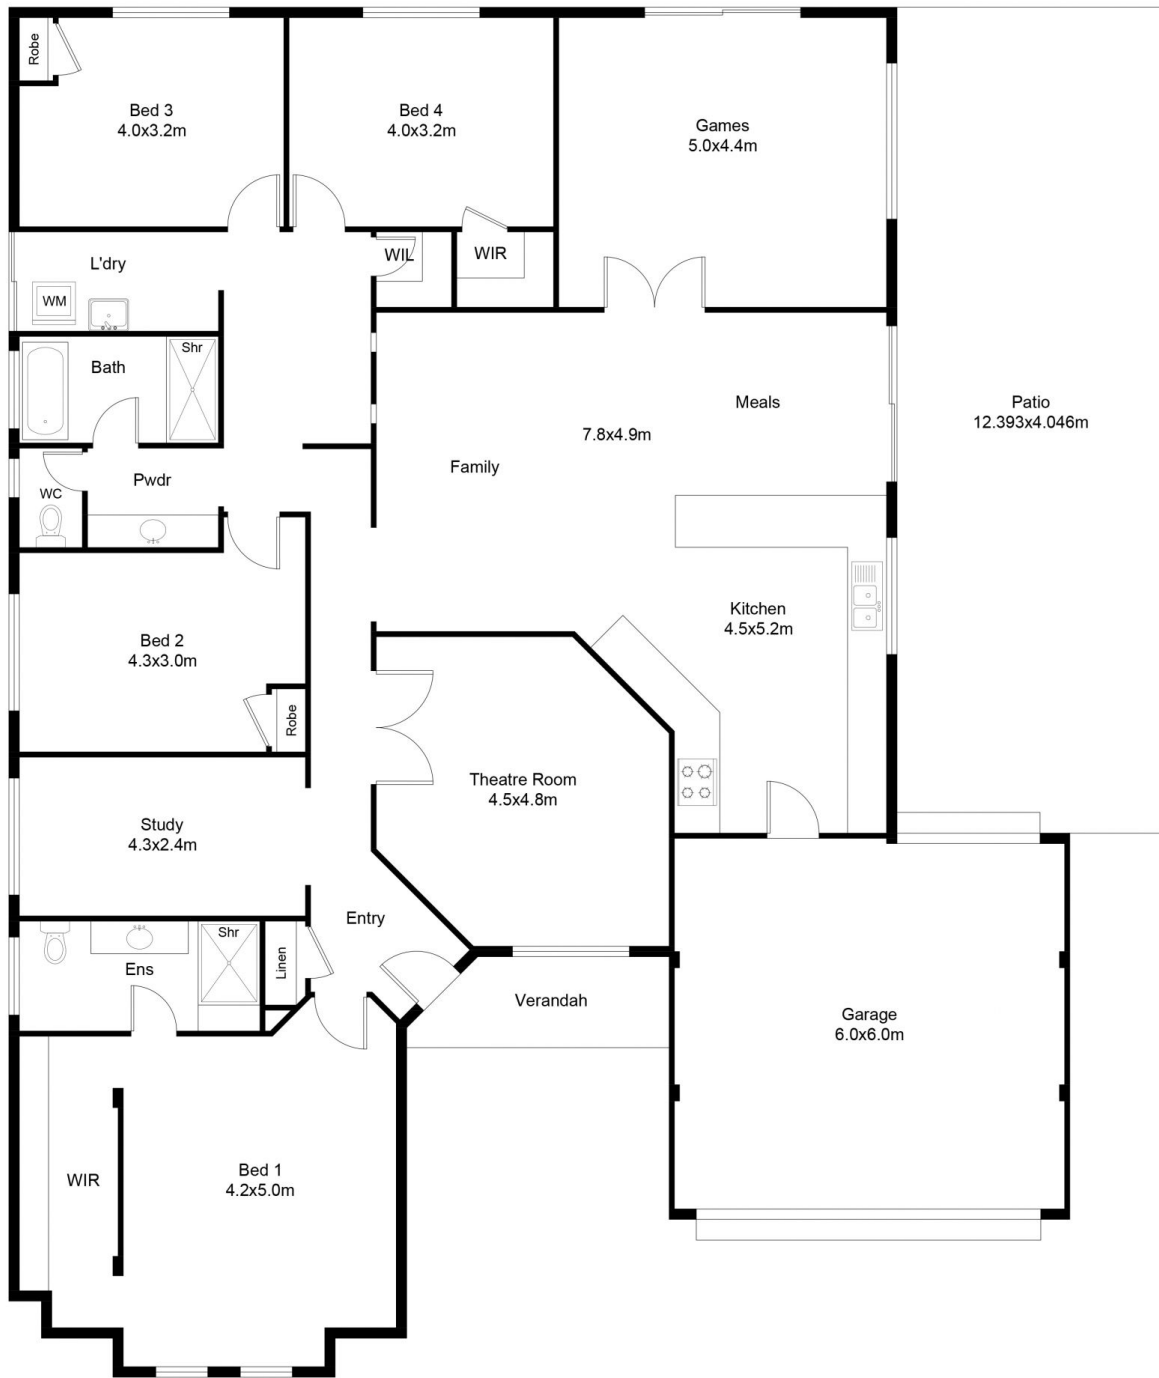 Robe
Bed 3
4.0x3.2m
Bed 4
4.0x3.2m
Games
5.0x4.4m
L'dry
WM
WIL
WIR
Bath
Shr
Meals
7.8x4.9m
Family
Patio
12.393x4.046m
WC
Pwdr
Kitchen
4.5x5.2m
Bed 2
4.3x3.0m
Robe
Theatre Room
4.5x4.8m
Study
4.3x2.4m
Entry
Shr
Ens
Linen
Verandah
Garage
6.0x6.0m
WIR
Bed 1
4.2x5.0m